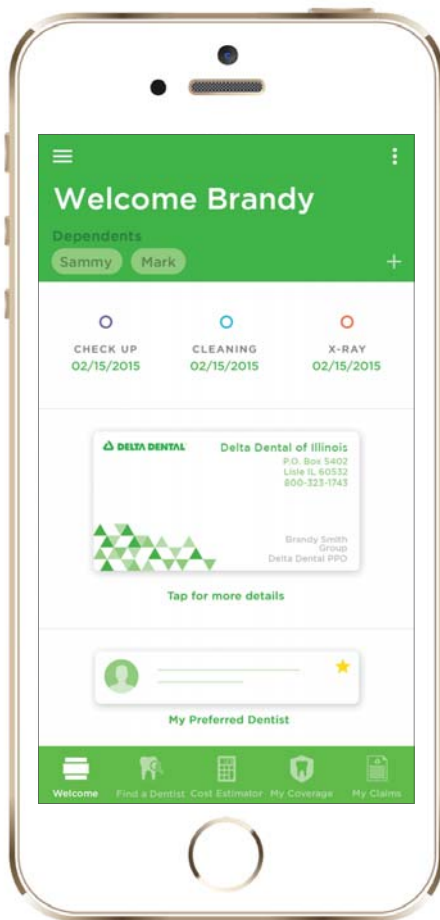 Welcome Brandy
Dependents
Sammy Mark +
CHECK UP CLEANING X-RAY
02/15/2015 02/15/2015 02/15/2015
DELTA DENTAL
Delta Dental of Illinois
P.O. Box 5402
Lisle IL 60532
800-323-1743
Brandy Smith
Group
Delta Dental PPO
Tap for more details
My Preferred Dentist
Welcome Find a Dentist Cost Estimator My Coverage My Claims